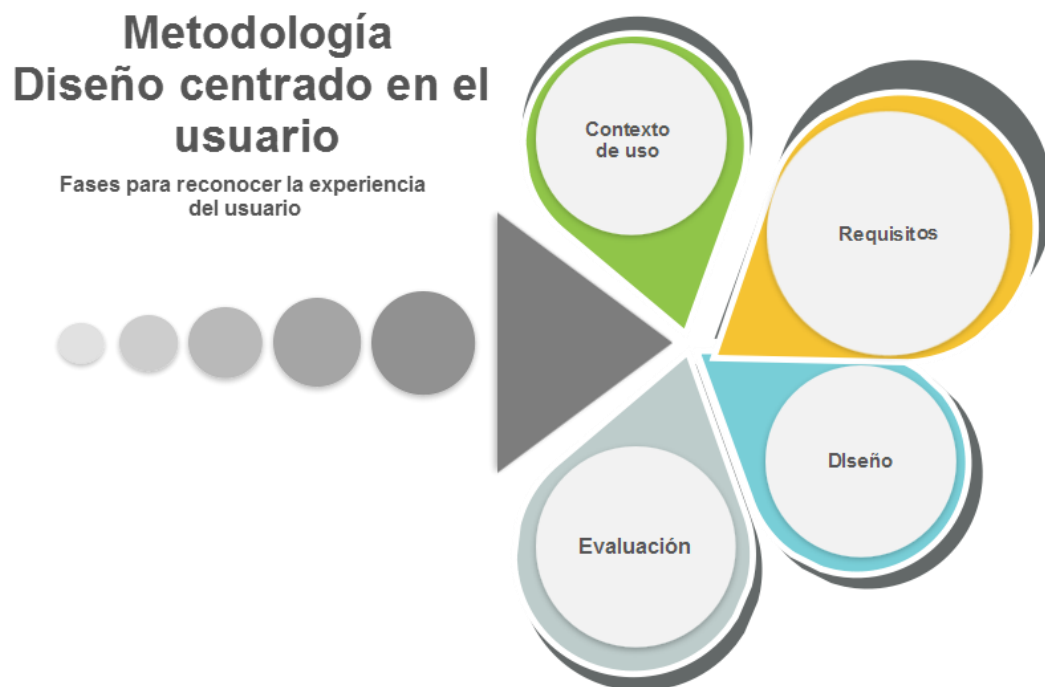 Metodología
Diseño centrado en el
usuario
Fases para reconocer la experiencia
del usuario
Contexto
de uso
Requisitos
DIseño
Evaluación